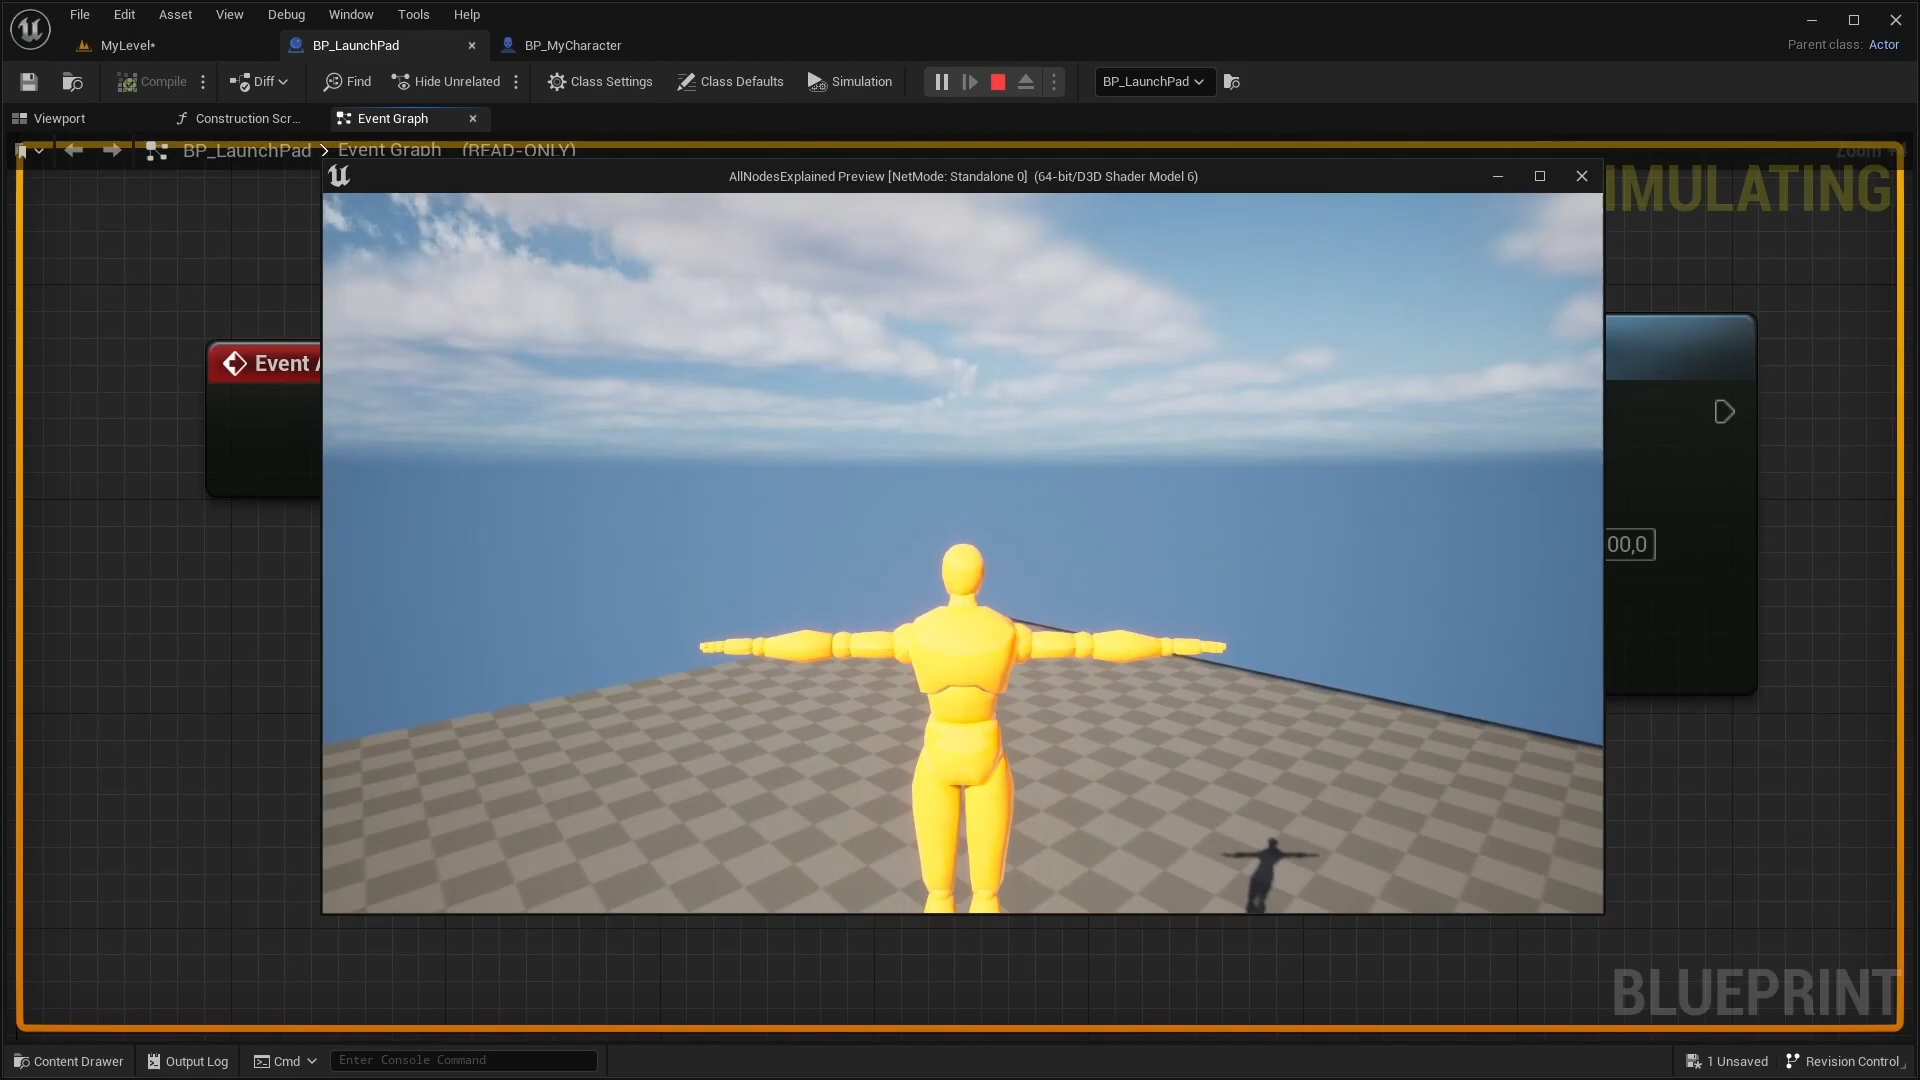 File Edit Asset View Debug Window Tools Help
MyLevel* BP_LaunchPad BP_MyCharacter Parent class: Actor
Compile Diff Find Hide Unrelated Class Settings Class Defaults Simulation BP_LaunchPad
Viewport Construction Scr... Event Graph
BP_LaunchPad Event Graph (READ-ONLY)
AllNodesExplained Preview [NetMode: Standalone 0] (64-bit/D3D Shader Model 6)
IMULATING
Event
00,0
BLUEPRINT
Content Drawer Output Log Cmd Enter Console Command 1 Unsaved Revision Control